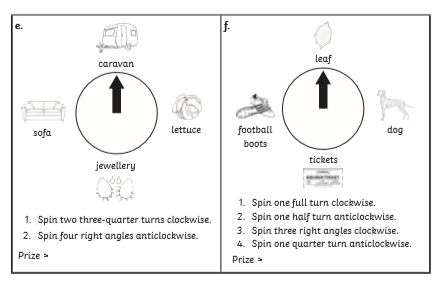 e.
caravan
sofa
lettuce
jewellery
1. Spin two three-quarter turns clockwise.
2. Spin four right angles anticlockwise.
Prize >
f.
leaf
football
boots
dog
tickets
GOLDEN TICKET
1. Spin one full turn clockwise.
2. Spin one half turn anticlockwise.
3. Spin three right angles clockwise.
4. Spin one quarter turn anticlockwise.
Prize >